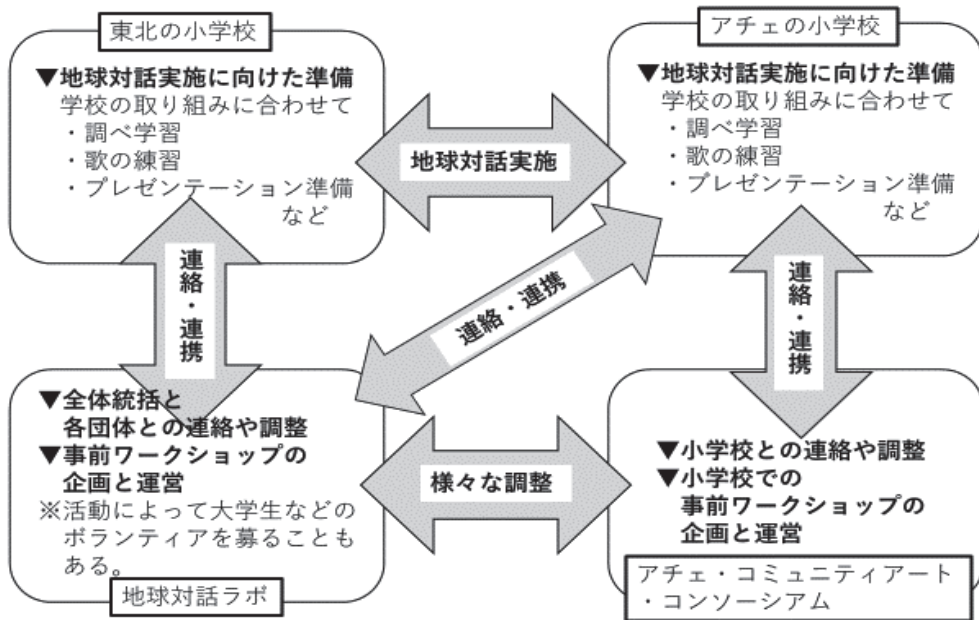 東北の小学校
▼地球対話実施に向けた準備
学校の取り組みに合わせて
・調べ学習
・歌の練習
・プレゼンテーション準備
など
地球対話実施
アチェの小学校
▼地球対話実施に向けた準備
学校の取り組みに合わせて
・調べ学習
・歌の練習
・プレゼンテーション準備
など
連絡・連携
連絡・連携
連絡・連携
▼全体統括と
各団体との連絡や調整
▼事前ワークショップの
企画と運営
※活動によって大学生などの
ボランティアを募ることも
ある。
地球対話ラボ
様々な調整
▼小学校との連絡や調整
▼小学校での
事前ワークショップの
企画と運営
アチェ・コミュニティアート
・コンソーシアム